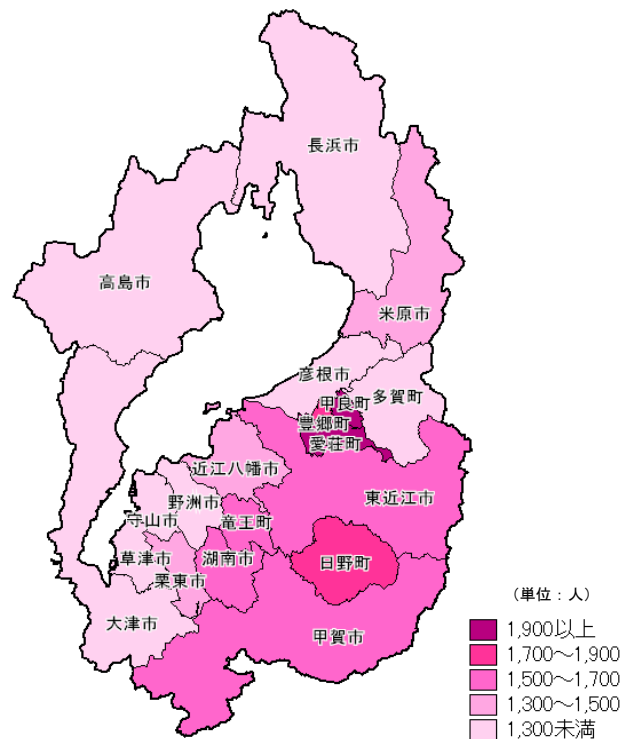 長浜市
高島市
米原市
彦根市
多賀町
甲良町
豊郷町
愛荘町
近江八幡市
東近江市
野洲市
守山市
竜王町
草津市
湖南市
日野町
栗東市
大津市
甲賀市
（単位：人）
1,900以上
1,700～1,900
1,500～1,700
1,300～1,500
1,300未満